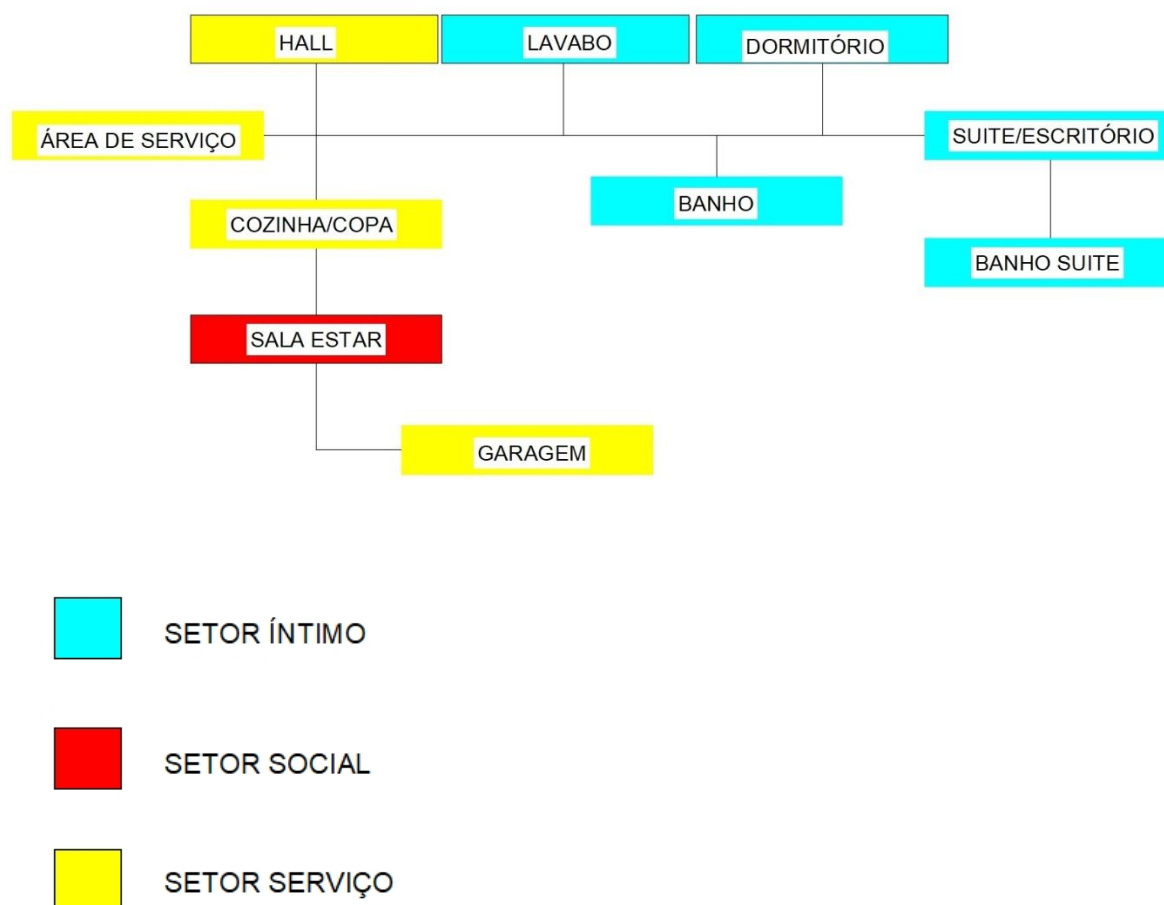 HALL
LAVABO
DORMITÓRIO
ÁREA DE SERVIÇO
SUITE/ESCRITÓRIO
BANHO
COZINHA/COPA
BANHO SUITE
SALA ESTAR
GARAGEM
SETOR ÍNTIMO
SETOR SOCIAL
SETOR SERVIÇO